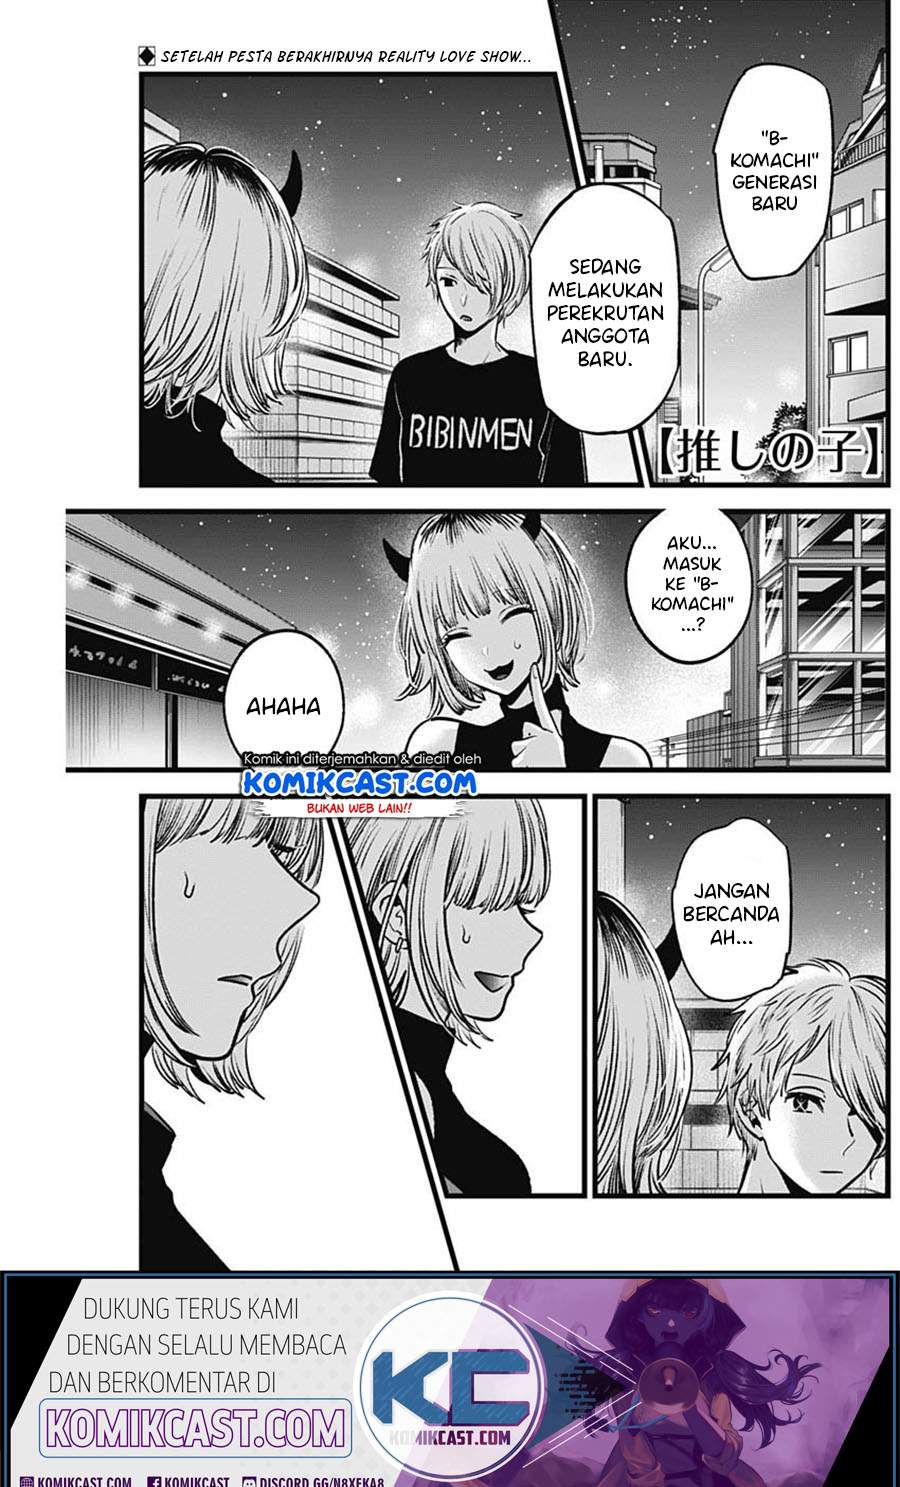 SETELAH PESTA BERAKHIRNYA REALITY LOVE SHOW...
"B-
KOMACHI"
GENERASI
BARU
SEDANG
MELAKUKAN
PEREKRUTAN
ANGGOTA
BARU.
BIBINMEN
【推しの子】
AKU...
MASUK
KE "B-
KOMACHI"
...?
AHAHA
Komik ini diterjemahkan & diedit oleh
KOMIKCAST.COM
BUKAN WEB LAIN!!
JANGAN
BERCANDA
AH...
DUKUNG TERUS KAMI
DENGAN SELALU MEMBACA
DAN BERKOMENTAR DI
KOMIKCAST.COM
KC
KOMIKCAST.COM
KOMIKCAST.COM
KOMIKCAST
DISCORD.GG/N8XEKA8